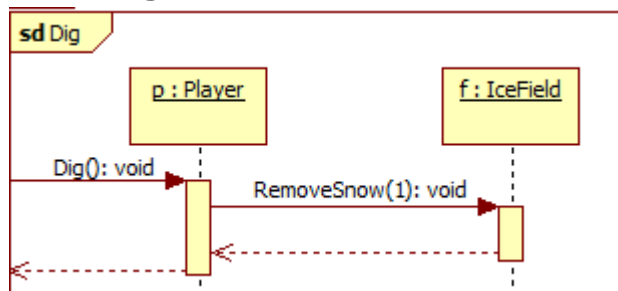 sd Dig
p : Player
f : IceField
Dig(): void
RemoveSnow(1): void